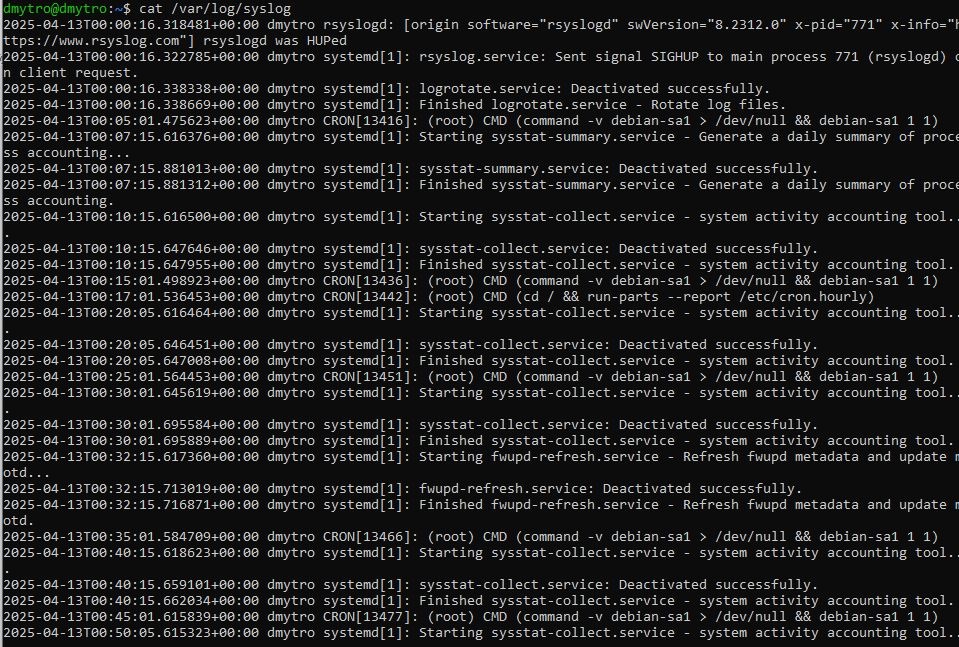 dmytro@dmytro:~$ cat /var/log/syslog
2025-04-13T00:00:16.318481+00:00 dmytro rsyslogd: [origin software="rsyslogd" swVersion="8.2312.0" x-pid="771" x-info="h
ttps://www.rsyslog.com"] rsyslogd was HUPed
2025-04-13T00:00:16.322785+00:00 dmytro systemd[1]: rsyslog.service: Sent signal SIGHUP to main process 771 (rsyslogd) o
n client request.
2025-04-13T00:00:16.338338+00:00 dmytro systemd[1]: logrotate.service: Deactivated successfully.
2025-04-13T00:00:16.338669+00:00 dmytro systemd[1]: Finished logrotate.service - Rotate log files.
2025-04-13T00:05:01.475623+00:00 dmytro CRON[13416]: (root) CMD (command -v debian-sa1 > /dev/null && debian-sa1 1 1)
2025-04-13T00:07:15.616376+00:00 dmytro systemd[1]: Starting sysstat-summary.service - Generate a daily summary of proce
ss accounting...
2025-04-13T00:07:15.881013+00:00 dmytro systemd[1]: sysstat-summary.service: Deactivated successfully.
2025-04-13T00:07:15.881312+00:00 dmytro systemd[1]: Finished sysstat-summary.service - Generate a daily summary of proce
ss accounting.
2025-04-13T00:10:15.616500+00:00 dmytro systemd[1]: Starting sysstat-collect.service - system activity accounting tool..
.
2025-04-13T00:10:15.647646+00:00 dmytro systemd[1]: sysstat-collect.service: Deactivated successfully.
2025-04-13T00:10:15.647955+00:00 dmytro systemd[1]: Finished sysstat-collect.service - system activity accounting tool.
2025-04-13T00:15:01.498923+00:00 dmytro CRON[13436]: (root) CMD (command -v debian-sa1 > /dev/null && debian-sa1 1 1)
2025-04-13T00:17:01.536453+00:00 dmytro CRON[13442]: (root) CMD (cd / && run-parts --report /etc/cron.hourly)
2025-04-13T00:20:05.616464+00:00 dmytro systemd[1]: Starting sysstat-collect.service - system activity accounting tool..
.
2025-04-13T00:20:05.646451+00:00 dmytro systemd[1]: sysstat-collect.service: Deactivated successfully.
2025-04-13T00:20:05.647008+00:00 dmytro systemd[1]: Finished sysstat-collect.service - system activity accounting tool.
2025-04-13T00:25:01.564453+00:00 dmytro CRON[13451]: (root) CMD (command -v debian-sa1 > /dev/null && debian-sa1 1 1)
2025-04-13T00:30:01.645619+00:00 dmytro systemd[1]: Starting sysstat-collect.service - system activity accounting tool..
.
2025-04-13T00:30:01.695584+00:00 dmytro systemd[1]: sysstat-collect.service: Deactivated successfully.
2025-04-13T00:30:01.695889+00:00 dmytro systemd[1]: Finished sysstat-collect.service - system activity accounting tool.
2025-04-13T00:32:15.617360+00:00 dmytro systemd[1]: Starting fwupd-refresh.service - Refresh fwupd metadata and update m
otd...
2025-04-13T00:32:15.713019+00:00 dmytro systemd[1]: fwupd-refresh.service: Deactivated successfully.
2025-04-13T00:32:15.716871+00:00 dmytro systemd[1]: Finished fwupd-refresh.service - Refresh fwupd metadata and update m
otd.
2025-04-13T00:35:01.584709+00:00 dmytro CRON[13466]: (root) CMD (command -v debian-sa1 > /dev/null && debian-sa1 1 1)
2025-04-13T00:40:15.618623+00:00 dmytro systemd[1]: Starting sysstat-collect.service - system activity accounting tool..
.
2025-04-13T00:40:15.659101+00:00 dmytro systemd[1]: sysstat-collect.service: Deactivated successfully.
2025-04-13T00:40:15.662034+00:00 dmytro systemd[1]: Finished sysstat-collect.service - system activity accounting tool.
2025-04-13T00:45:01.615839+00:00 dmytro CRON[13477]: (root) CMD (command -v debian-sa1 > /dev/null && debian-sa1 1 1)
2025-04-13T00:50:05.615323+00:00 dmytro systemd[1]: Starting sysstat-collect.service - system activity accounting tool..